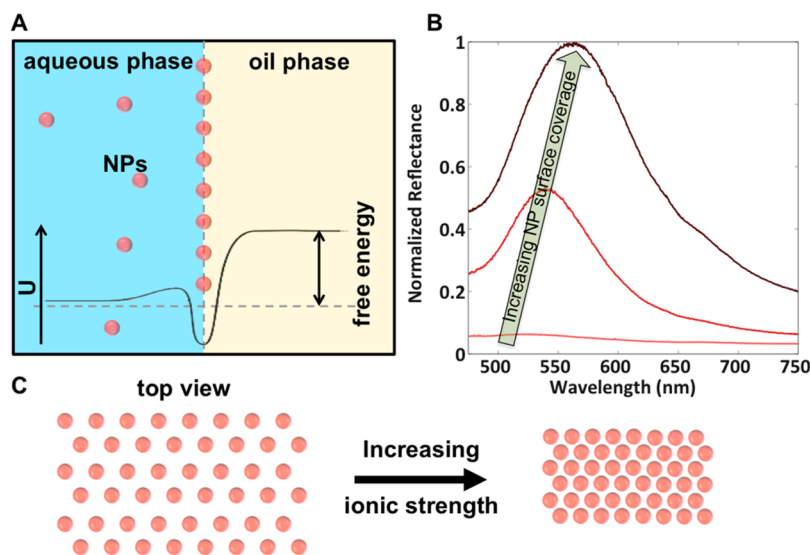 A
aqueous phase
oil phase
NPs
U
free energy
B
1
0.8
0.6
0.4
0.2
0
Normalized Reflectance
Increasing NP surface coverage
500 550 600 650 700 750
Wavelength (nm)
C
top view
Increasing
ionic strength